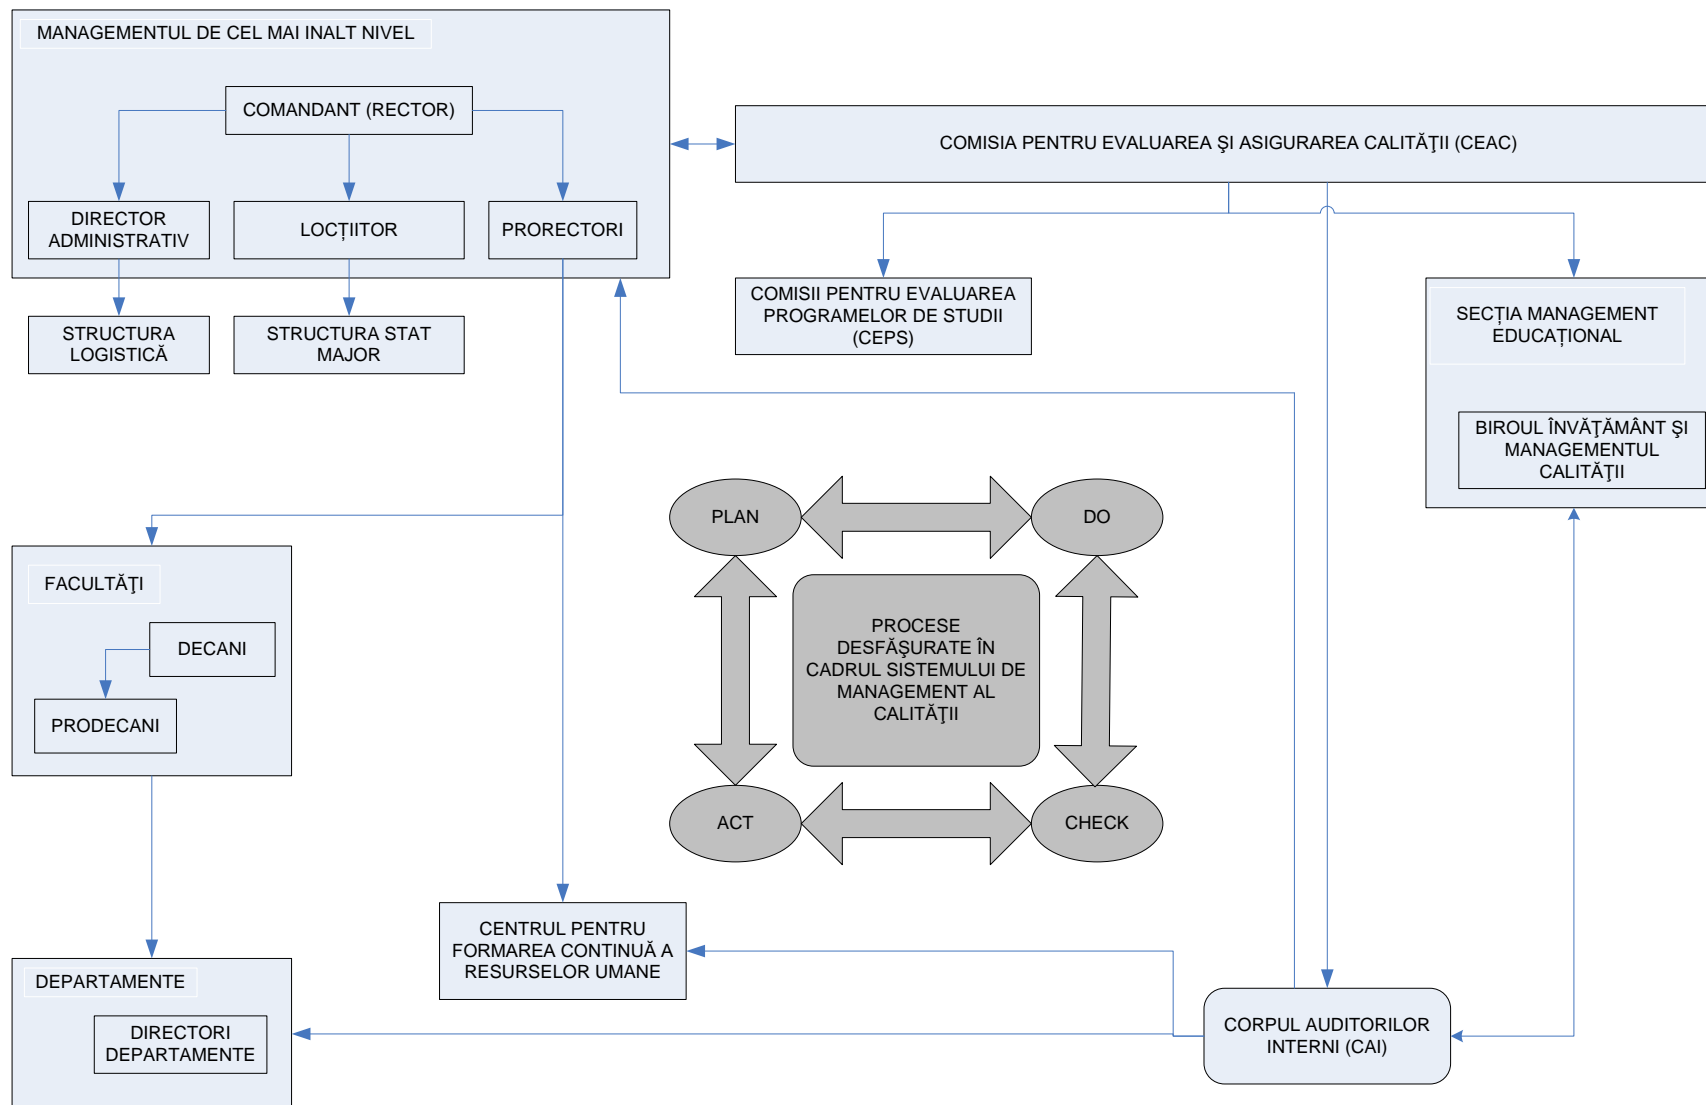 MANAGEMENTUL DE CEL MAI INALT NIVEL
COMANDANT (RECTOR)
DIRECTOR
ADMINISTRATIV
LOCȚIITOR
PRORECTORI
STRUCTURA
LOGISTICĂ
STRUCTURA STAT
MAJOR
COMISIA PENTRU EVALUAREA ŞI ASIGURAREA CALITĂŢII (CEAC)
COMISII PENTRU EVALUAREA
PROGRAMELOR DE STUDII
(CEPS)
SECȚIA MANAGEMENT
EDUCAȚIONAL
BIROUL ÎNVĂŢĂMÂNT ŞI
MANAGEMENTUL
CALITĂŢII
PLAN
DO
PROCESE
DESFĂŞURATE ÎN
CADRUL SISTEMULUI DE
MANAGEMENT AL
CALITĂŢII
ACT
CHECK
FACULTĂŢI
DECANI
PRODECANI
CENTRUL PENTRU
FORMAREA CONTINUĂ A
RESURSELOR UMANE
DEPARTAMENTE
DIRECTORI
DEPARTAMENTE
CORPUL AUDITORILOR
INTERNI (CAI)